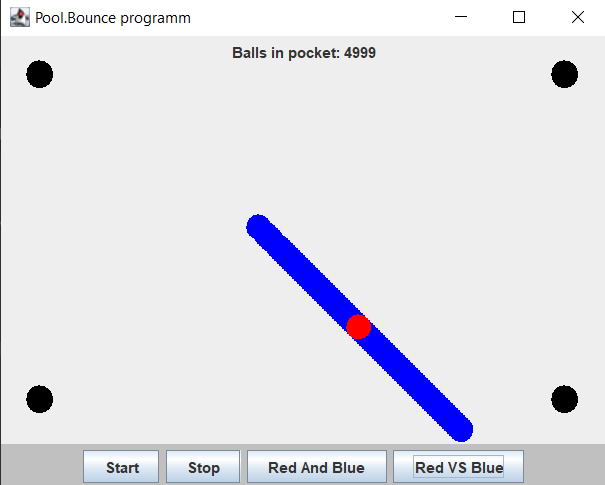 Pool.Bounce programm
Balls in pocket: 4999
Start Stop Red And Blue Red VS Blue